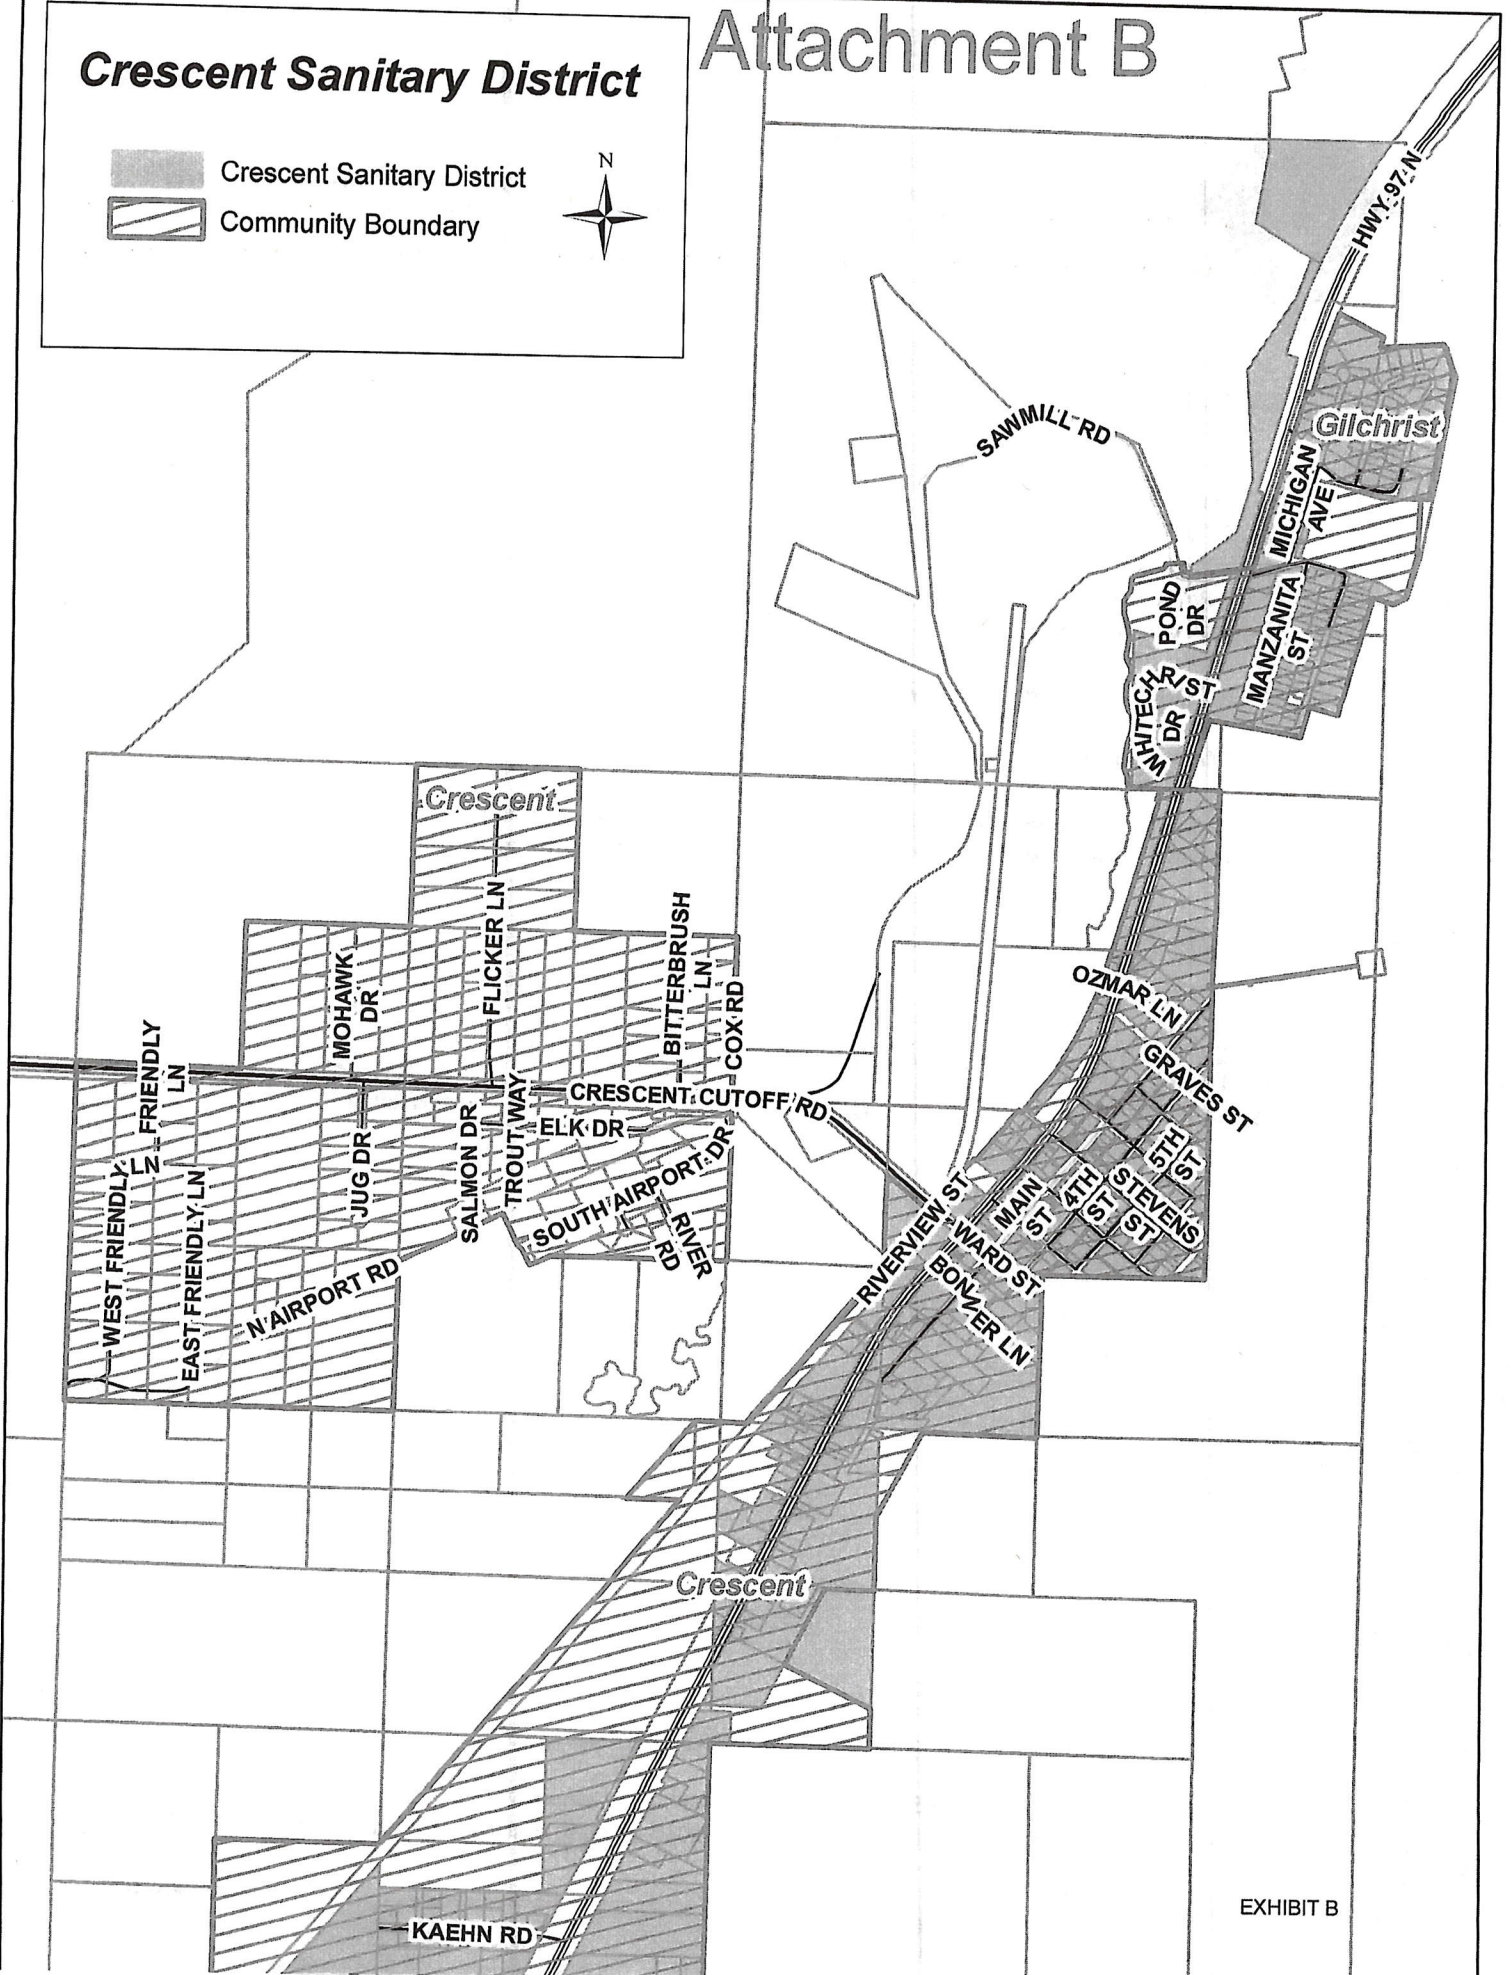 Attachment B
Crescent Sanitary District
N
Crescent Sanitary District
Community Boundary
HWY 97 N
Gilchrist
SAWMILL RD
MICHIGAN
AVE
POND
DR
MANZANITA
ST
R/ST
WHITECH
DR
Crescent
FLICKER LN
BITTERBRUSH
LN
MOHAWK
DR
COX RD
OZMAR LN
FRIENDLY
LN
GRAVES ST
CRESCENT CUTOFF RD
ELK DR
SALMON DR
TROUT WAY
JUG DR
5TH
ST
STEVENS
ST
4TH
ST
MAIN
ST
LN
WEST FRIENDLY
EAST FRIENDLY LN
SOUTH AIRPORT DR
RIVER
RD
RIVERVIEW ST
WARD ST
BONZER LN
N AIRPORT RD
Crescent
EXHIBIT B
KAEHN RD